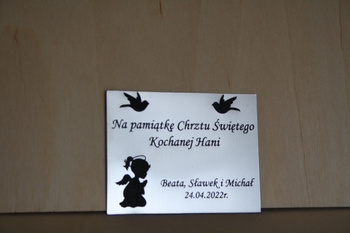 Na pamiątkę Chrztu Świętego
Kochanej Hani
Beata, Sławek i Michał
24.04.2022r.